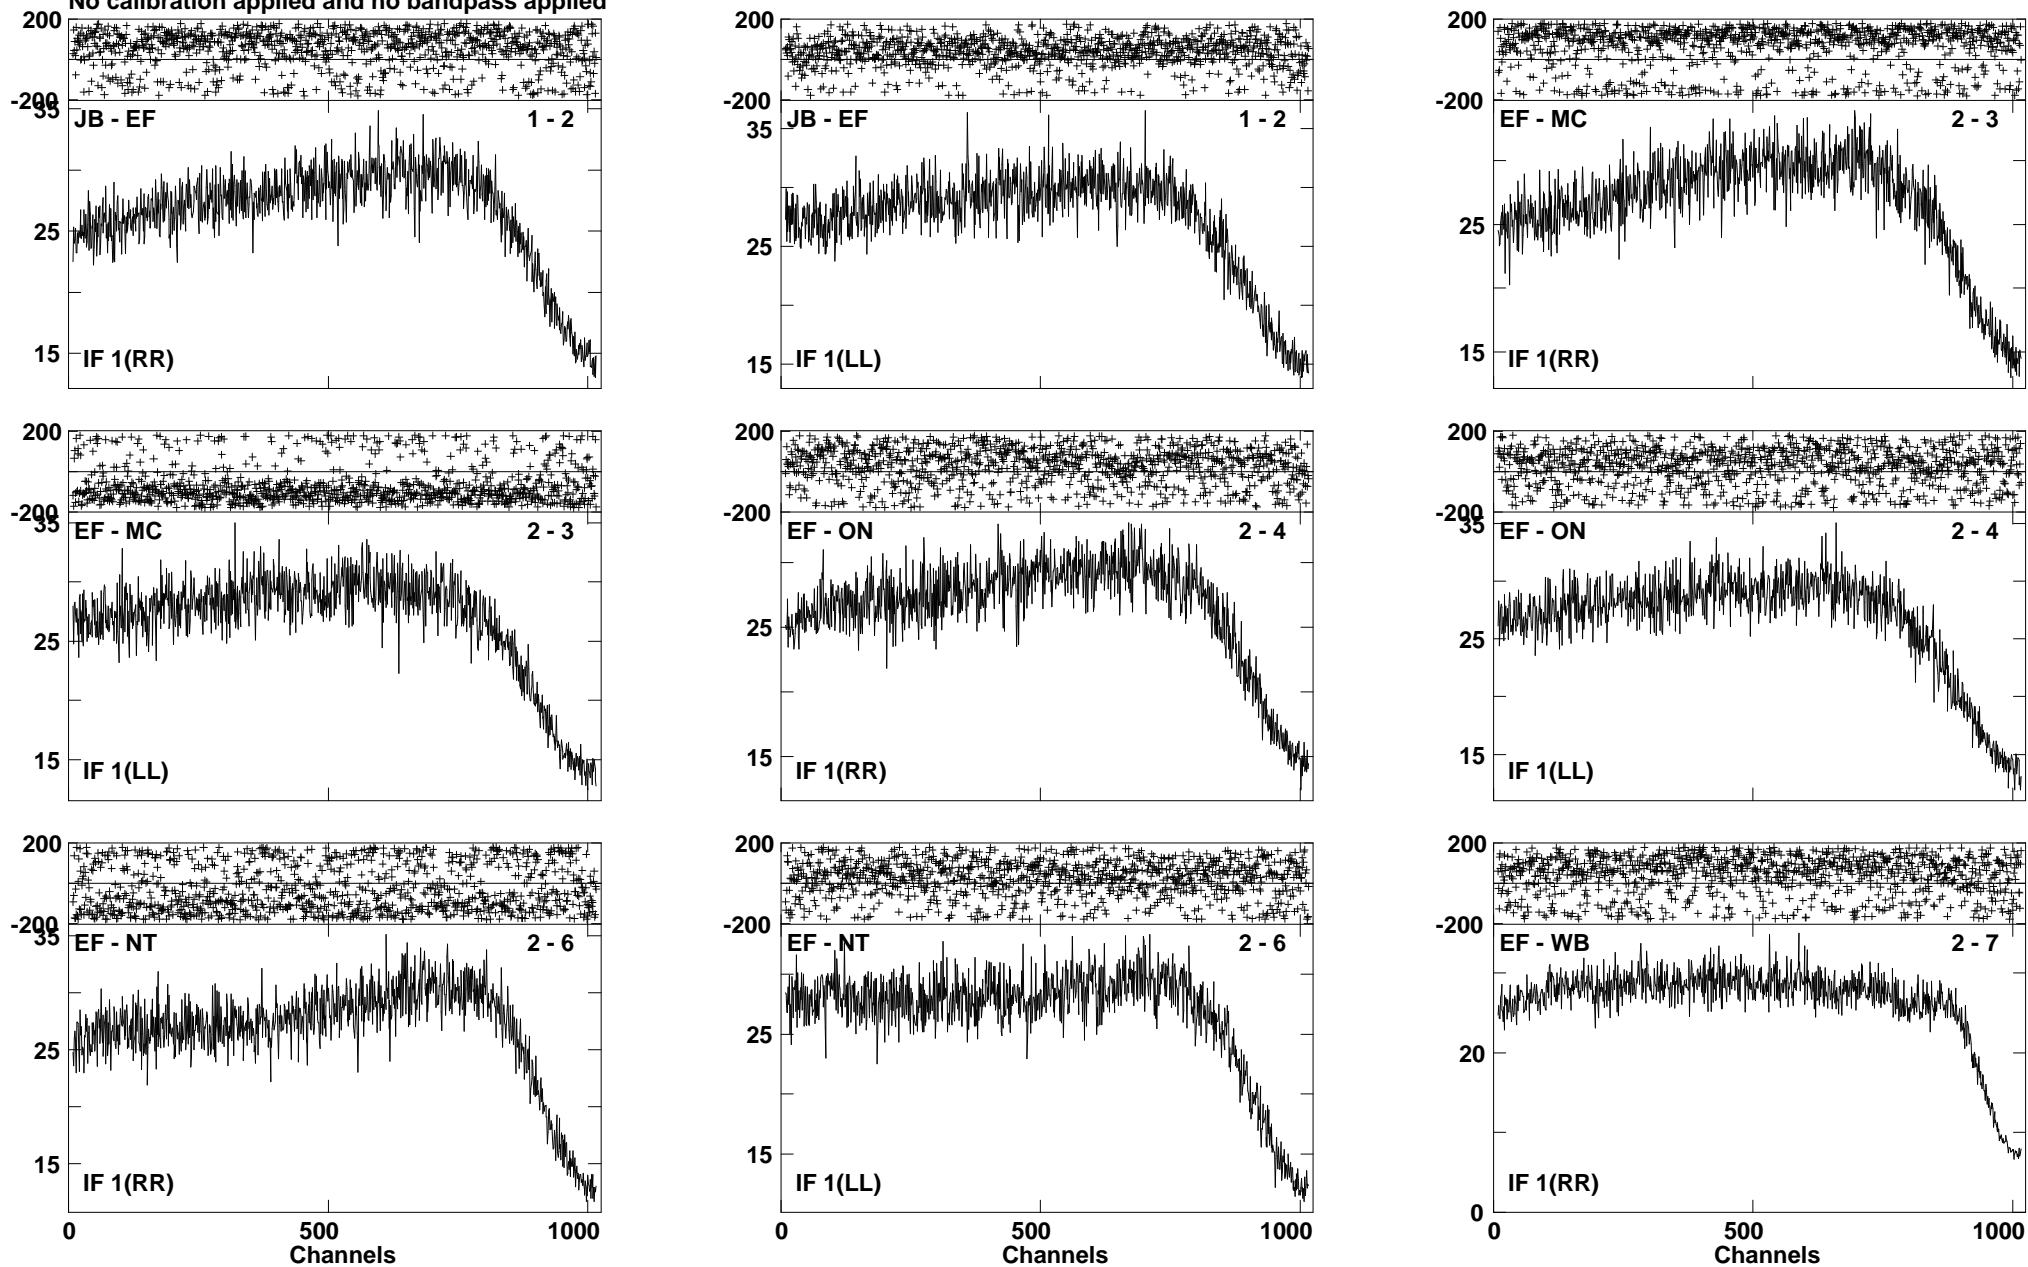 No calibration applied and no bandpass applied
200
-200
35
JB - EF 1 - 2
25
15
IF 1(RR)
200
-200
JB - EF 1 - 2
35
25
15
IF 1(LL)
200
-200
EF - MC 2 - 3
25
15
IF 1(RR)
200
-200
35
EF - MC 2 - 3
25
15
IF 1(LL)
200
-200
EF - ON 2 - 4
25
15
IF 1(RR)
200
-200
35
EF - ON 2 - 4
25
15
IF 1(LL)
200
-200
35
EF - NT 2 - 6
25
15
IF 1(RR)
0 500 1000
Channels
200
-200
EF - NT 2 - 6
25
15
IF 1(LL)
0 500 1000
Channels
200
-200
EF - WB 2 - 7
20
IF 1(RR)
0
0 500 1000
Channels